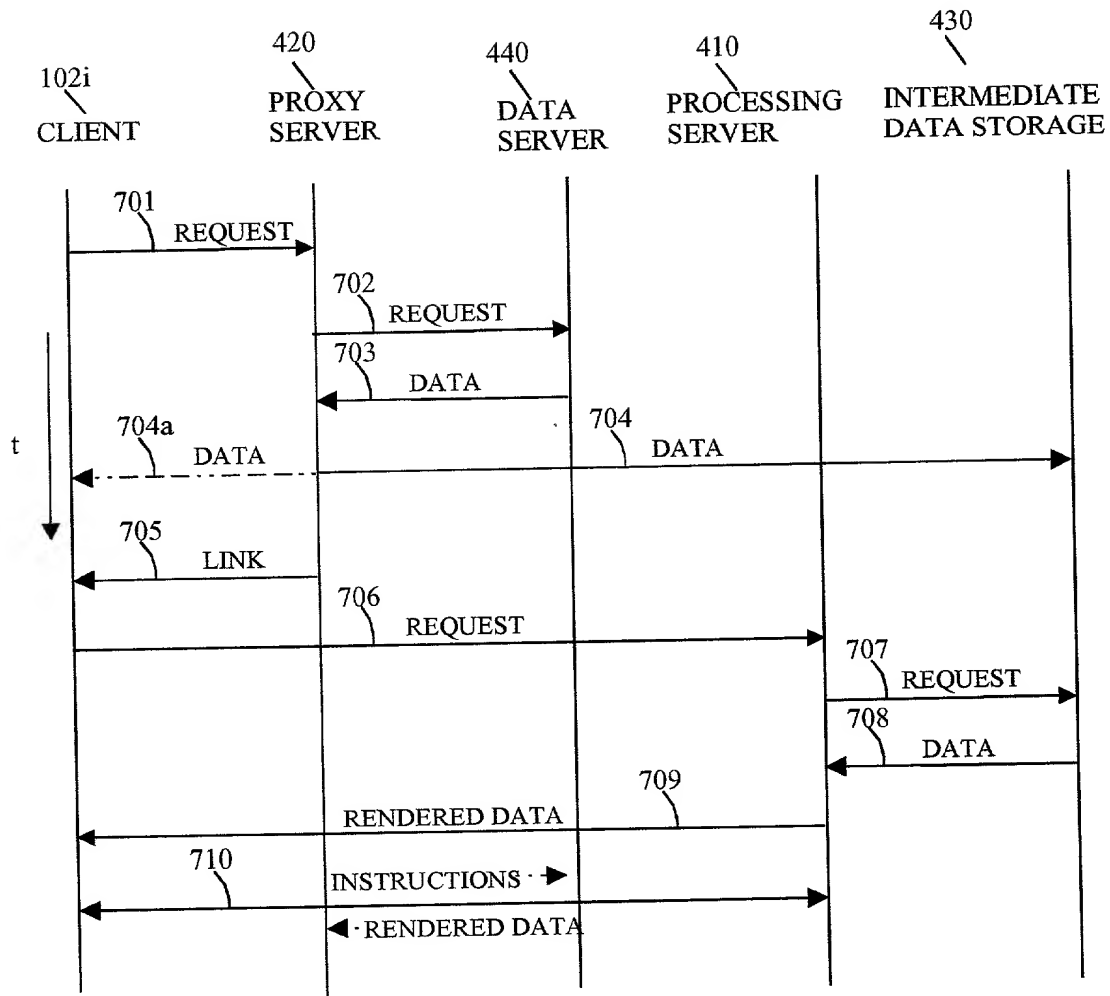 430
420
440
410
102i
PROXY
SERVER
DATA
SERVER
PROCESSING
SERVER
INTERMEDIATE
DATA STORAGE
CLIENT
701
REQUEST
702
REQUEST
703
DATA
t
704a
DATA
704
DATA
705
LINK
706
REQUEST
707
REQUEST
708
DATA
709
RENDERED DATA
710
INSTRUCTIONS
RENDERED DATA